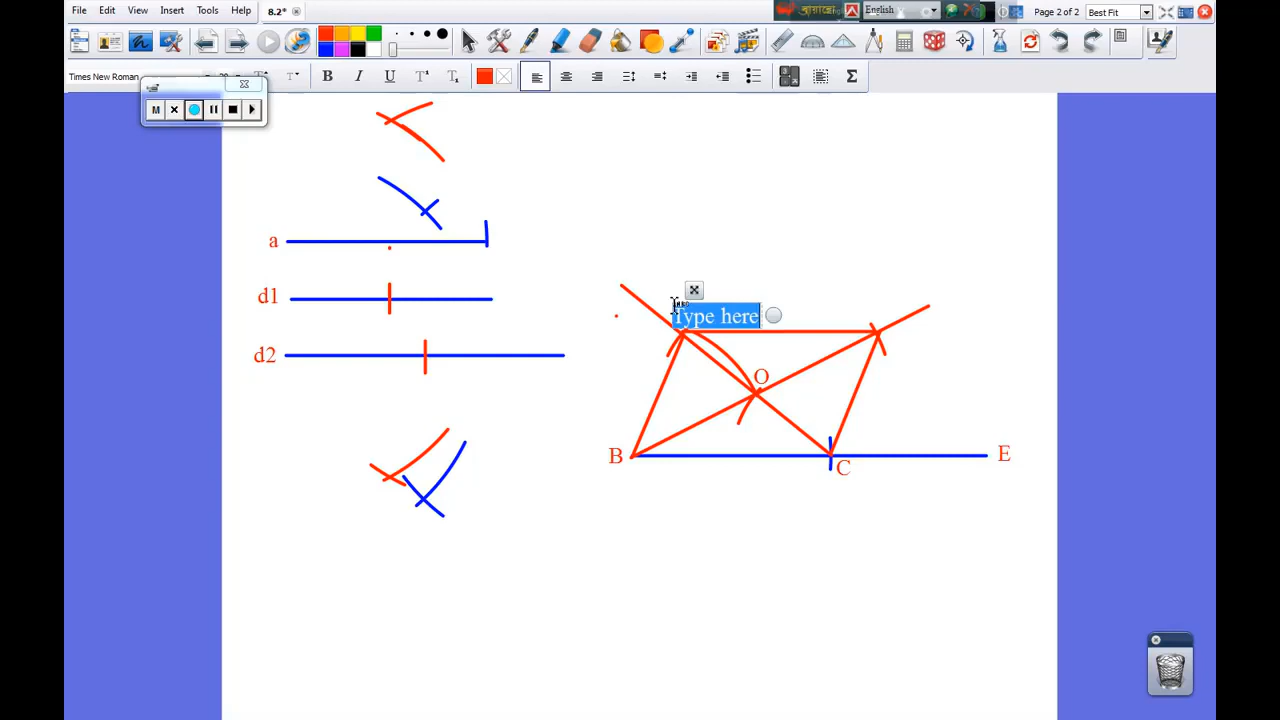 File Edit View Insert Tools Help
8.2*
English
Page 2 of 2
Best Fit
Times New Roman
B I U T T
M
a
d1
d2
Type here
O
B
C
E